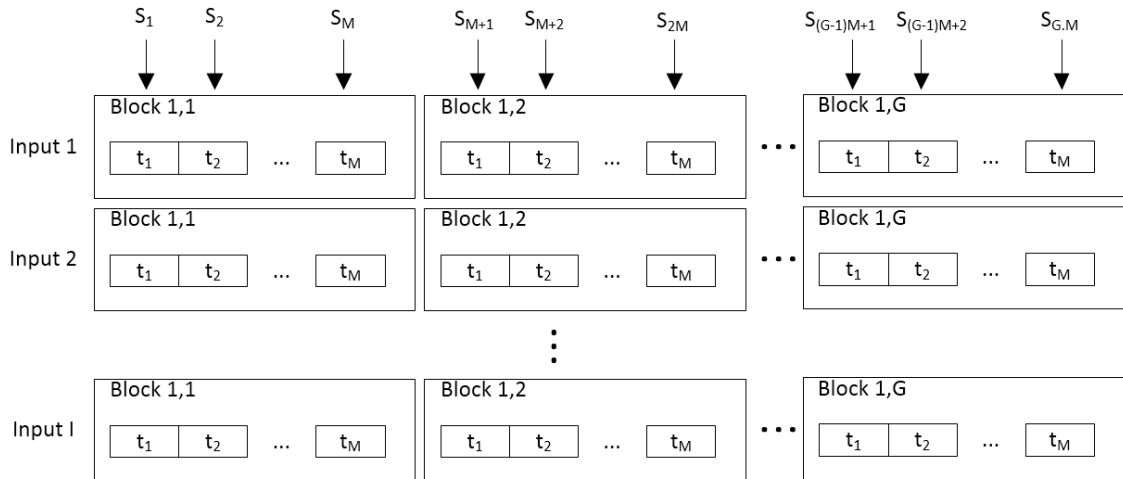 S1 S2 SM SM+1 SM+2 S2M S(G-1)M+1 S(G-1)M+2 SG.M
Block 1,1 Block 1,2 Block 1,G
Input 1 t1 t2 ... tM t1 t2 ... tM ... t1 t2 ... tM
Block 1,1 Block 1,2 Block 1,G
Input 2 t1 t2 ... tM t1 t2 ... tM ... t1 t2 ... tM
Block 1,1 Block 1,2 Block 1,G
Input I t1 t2 ... tM t1 t2 ... tM ... t1 t2 ... tM